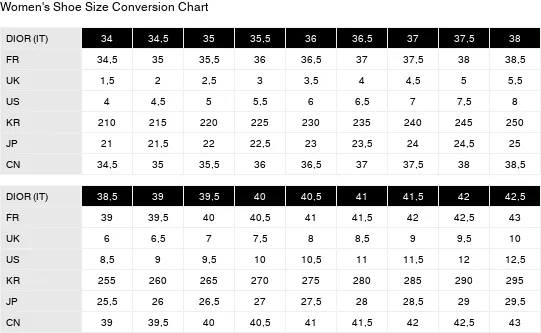 Women's Shoe Size Conversion Chart
DIOR (IT) 34 34,5 35 35,5 36 36,5 37 37,5 38
FR 34,5 35 35,5 36 36,5 37 37,5 38 38,5
UK 1,5 2 2,5 3 3,5 4 4,5 5 5,5
US 4 4,5 5 5,5 6 6,5 7 7,5 8
KR 210 215 220 225 230 235 240 245 250
JP 21 21,5 22 22,5 23 23,5 24 24,5 25
CN 34,5 35 35,5 36 36,5 37 37,5 38 38,5
DIOR (IT) 38,5 39 39,5 40 40,5 41 41,5 42 42,5
FR 39 39,5 40 40,5 41 41,5 42 42,5 43
UK 6 6,5 7 7,5 8 8,5 9 9,5 10
US 8,5 9 9,5 10 10,5 11 11,5 12 12,5
KR 255 260 265 270 275 280 285 290 295
JP 25,5 26 26,5 27 27,5 28 28,5 29 29,5
CN 39 39,5 40 40,5 41 41,5 42 42,5 43